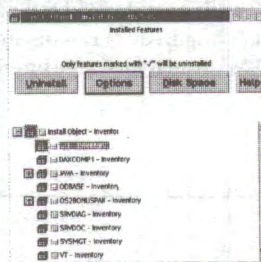 Installed Features
Only features marked with "✓" will be uninstalled
Uninstall Options Disk Space Help
Install Object - Inventor
DAXCOMP1 - Inventory
JAVA - Inventory
ODBASE - Inventory
OS2BONUSPAK - Inventory
SRVDIAG - Inventory
SRVDOC - Inventory
SYSMGT - Inventory
VT - Inventory